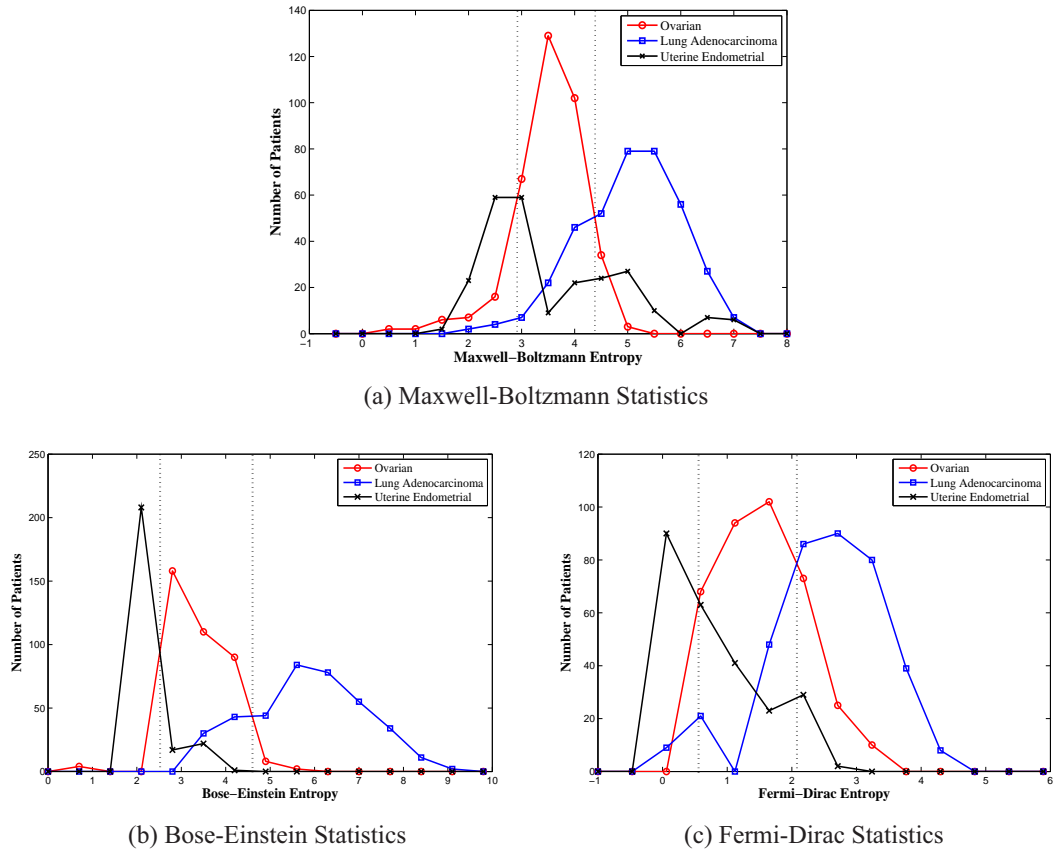 140
120
100
80
60
40
20
0
Number of Patients
Ovarian
Lung Adenocarcinoma
Uterine Endometrial
−1 0 1 2 3 4 5 6 7 8
Maxwell−Boltzmann Entropy
(a) Maxwell-Boltzmann Statistics
250
200
150
100
50
0
Number of Patients
Ovarian
Lung Adenocarcinoma
Uterine Endometrial
0 1 2 3 4 5 6 7 8 9 10
Bose−Einstein Entropy
(b) Bose-Einstein Statistics
120
100
80
60
40
20
0
Number of Patients
Ovarian
Lung Adenocarcinoma
Uterine Endometrial
−1 0 1 2 3 4 5 6
Fermi−Dirac Entropy
(c) Fermi-Dirac Statistics